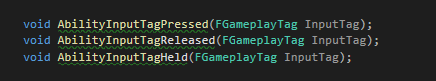 void AbilityInputTagPressed(FGameplayTag InputTag);
void AbilityInputTagReleased(FGameplayTag InputTag);
void AbilityInputTagHeld(FGameplayTag InputTag);